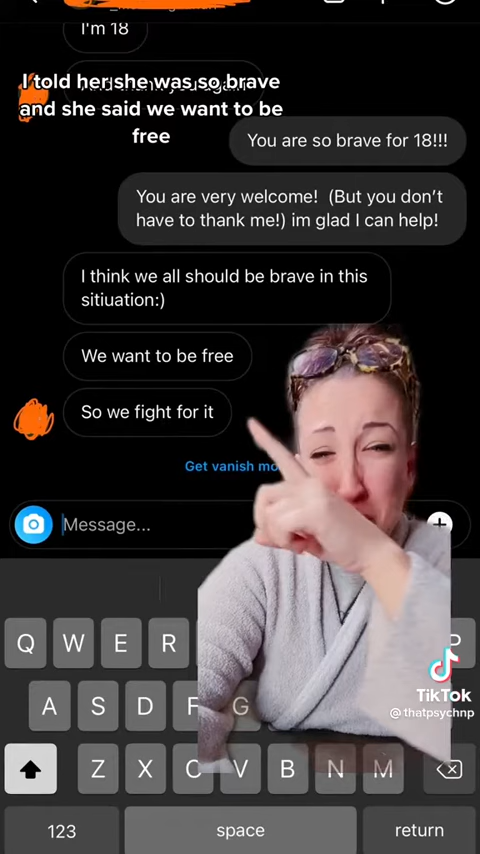 I'm 18
I told her she was so brave
and she said we want to be
free
You are so brave for 18!!!
You are very welcome! (But you don't
have to thank me!) im glad I can help!
I think we all should be brave in this
sitiuation:)
We want to be free
So we fight for it
Get vanish mo
Message...
Q W E R P
A S D F G
Z X C V B N M
123 space return
TikTok
@thatpsychnp